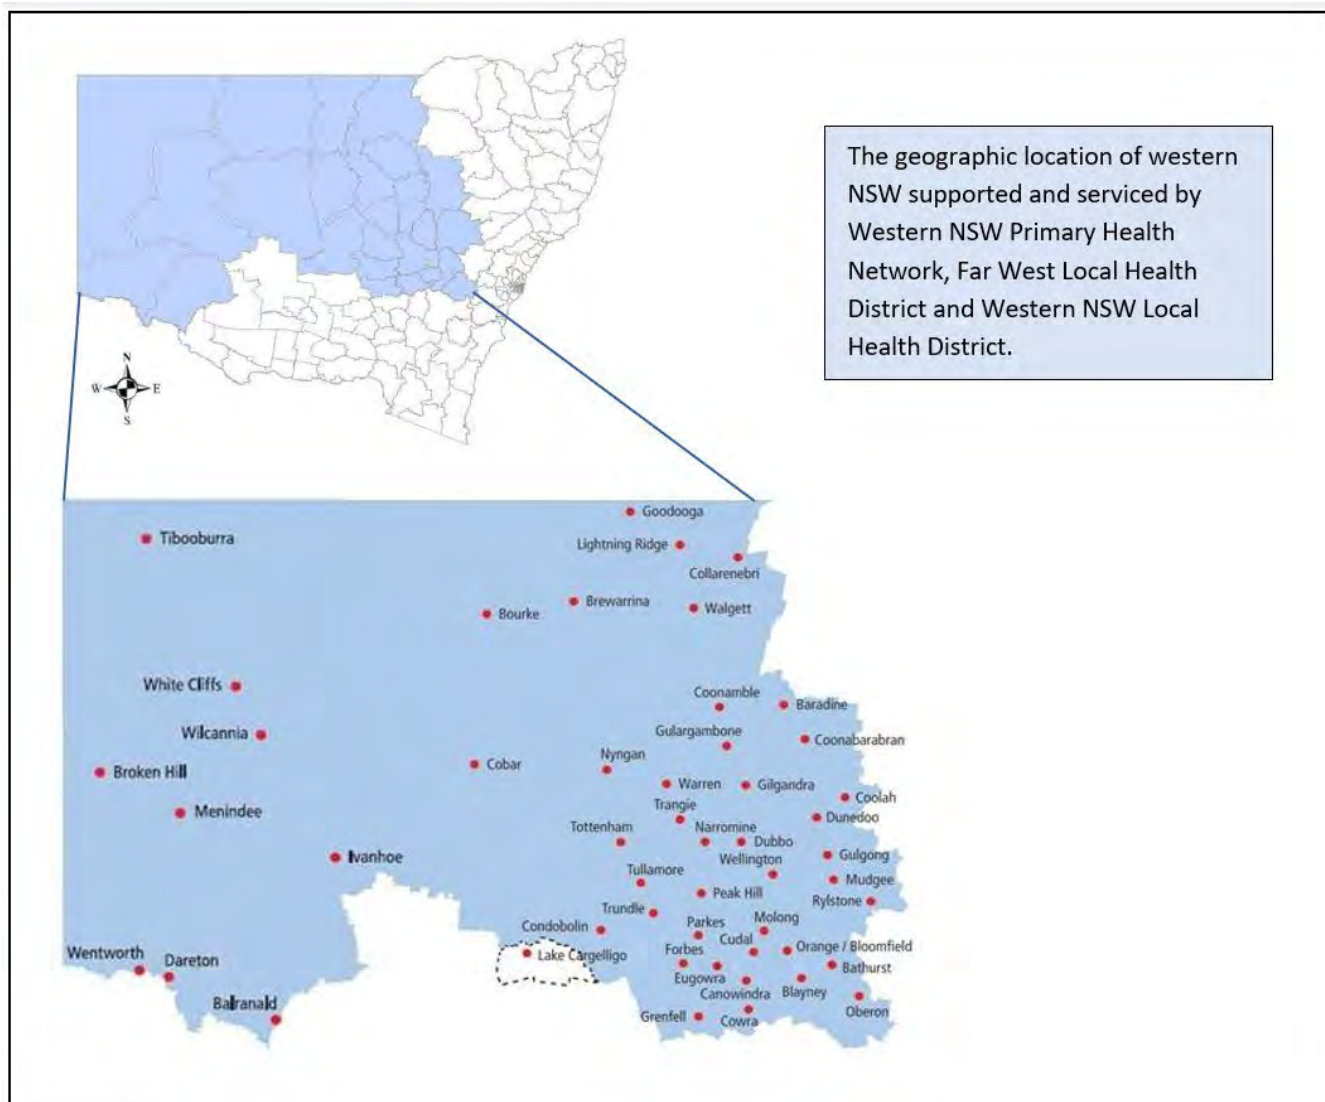 The geographic location of western
NSW supported and serviced by
Western NSW Primary Health
Network, Far West Local Health
District and Western NSW Local
Health District.
N
W
E
S
Goodooga
Tibooburra
Lightning Ridge
Collarenebri
Brewarrina
Walgett
Bourke
White Cliffs
Coonamble
Baradine
Wilcannia
Gulargambone
Coonabarabran
Nyngan
Cobar
Broken Hill
Warren
Gilgandra
Coolah
Menindee
Trangie
Dunedoo
Tottenham
Narromine
Dubbo
Ivanhoe
Wellington
Gulgong
Tullamore
Mudgee
Peak Hill
Rylstone
Trundle
Condobolin
Parkes
Molong
Cudal
Orange / Bloomfield
Wentworth
Dareton
Lake Cargelligo
Forbes
Bathurst
Eugowra
Canowindra
Blayney
Balranald
Oberon
Grenfell
Cowra